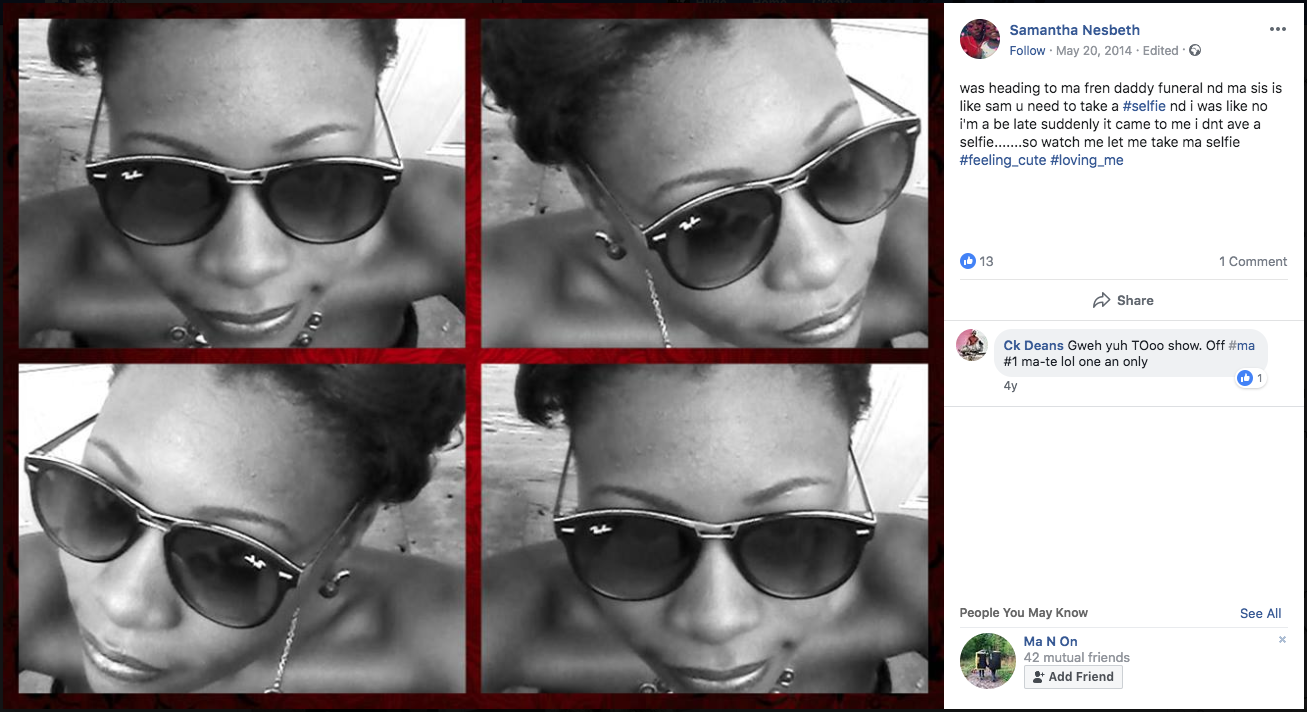 Samantha Nesbeth
Follow · May 20, 2014 · Edited ·
was heading to ma fren daddy funeral nd ma sis is
like sam u need to take a #selfie nd i was like no
i'm a be late suddenly it came to me i dnt ave a
selfie.......so watch me let me take ma selfie
#feeling_cute #loving_me
13
1 Comment
Share
Ck Deans Gweh yuh TOoo show. Off #ma
#1 ma-te lol one an only
1
4y
People You May Know
See All
Ma N On
42 mutual friends
Add Friend